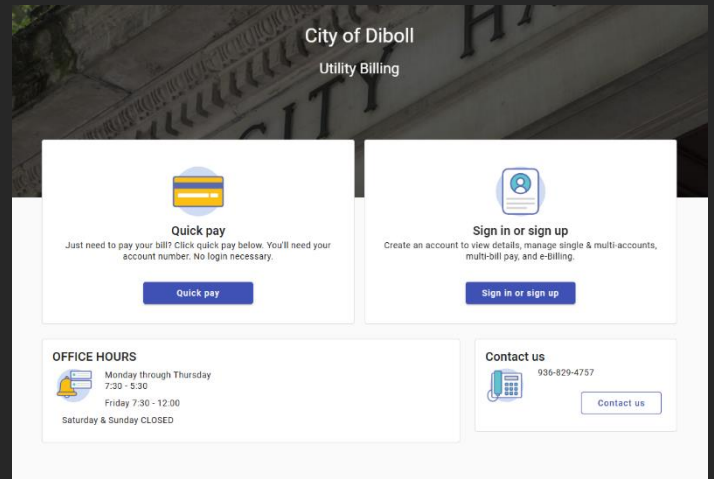 CITY HA
City of Diboll
Utility Billing
Quick pay
Just need to pay your bill? Click quick pay below. You'll need your
account number. No login necessary.
Quick pay
Sign in or sign up
Create an account to view details, manage single & multi-accounts,
multi-bill pay, and e-Billing.
Sign in or sign up
OFFICE HOURS
Monday through Thursday
7:30 - 5:30
Friday 7:30 - 12:00
Saturday & Sunday CLOSED
Contact us
936-829-4757
Contact us